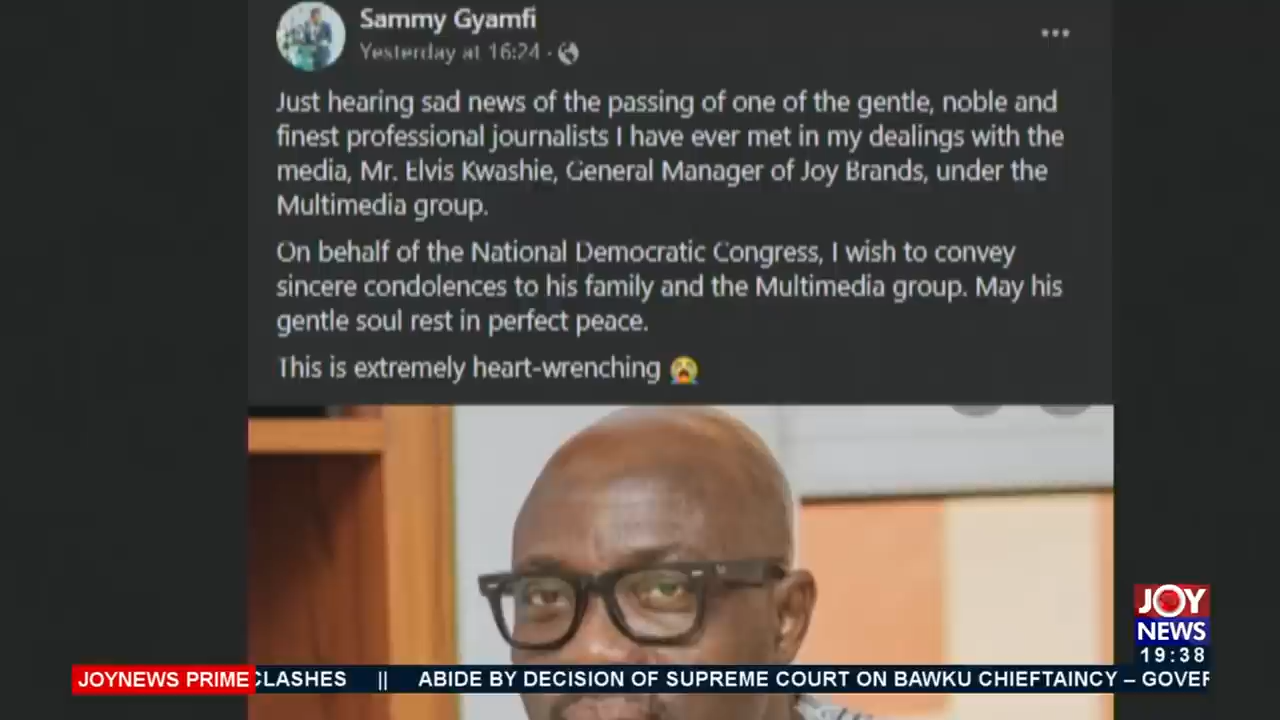 Sammy Gyamfi
Yesterday at 16:24 ·
Just hearing sad news of the passing of one of the gentle, noble and
finest professional journalists I have ever met in my dealings with the
media, Mr. Elvis Kwashie, General Manager of Joy Brands, under the
Multimedia group.
On behalf of the National Democratic Congress, I wish to convey
sincere condolences to his family and the Multimedia group. May his
gentle soul rest in perfect peace.
This is extremely heart-wrenching 😭
JOY
NEWS
19:38
JOYNEWS PRIME CLASHES || ABIDE BY DECISION OF SUPREME COURT ON BAWKU CHIEFTAINCY – GOVER